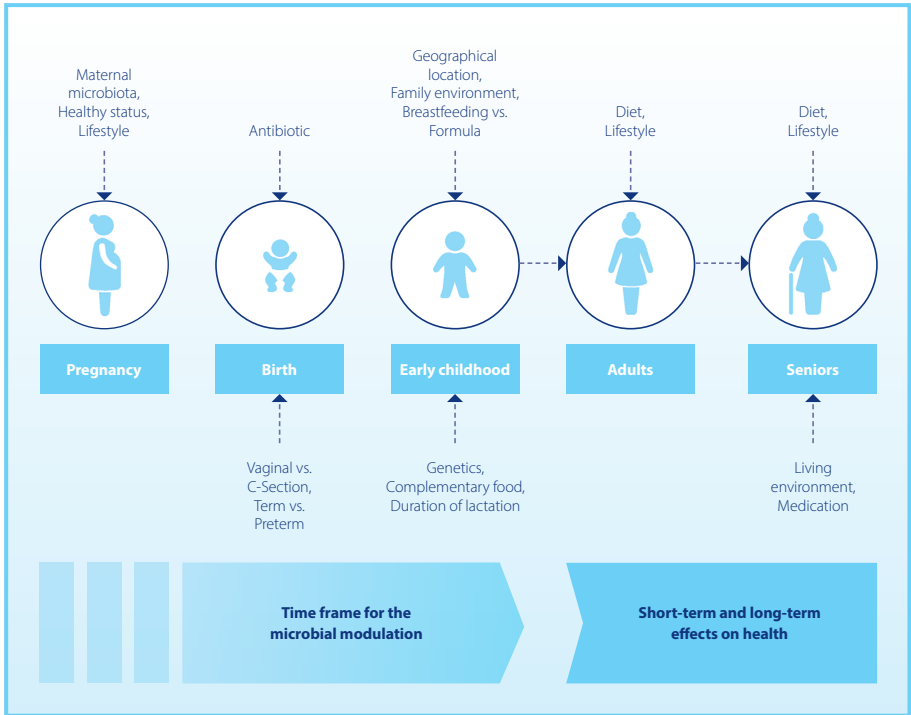 Maternal
microbiota,
Healthy status,
Lifestyle
Antibiotic
Geographical
location,
Family environment,
Breastfeeding vs.
Formula
Diet,
Lifestyle
Diet,
Lifestyle
Pregnancy
Birth
Early childhood
Adults
Seniors
Vaginal vs.
C-Section,
Term vs.
Preterm
Genetics,
Complementary food,
Duration of lactation
Living
environment,
Medication
Time frame for the
microbial modulation
Short-term and long-term
effects on health